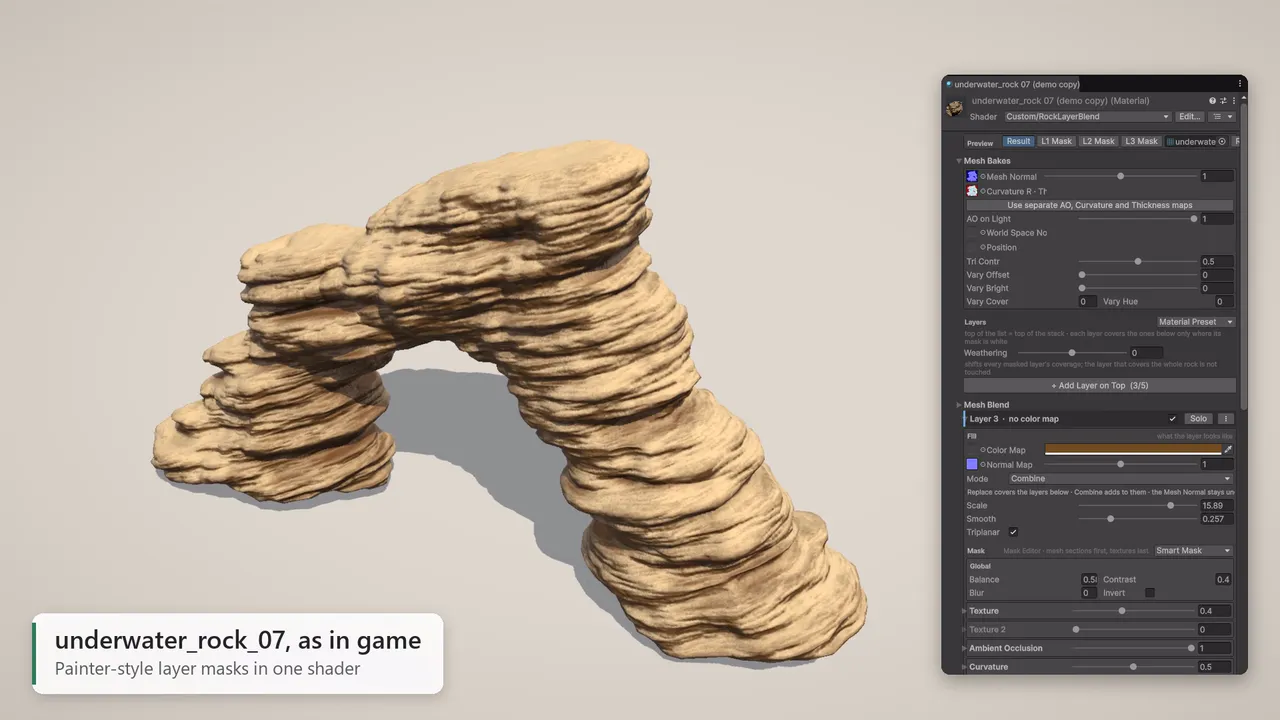 underwater_rock 07 (demo copy)
underwater_rock 07 (demo copy) (Material)
Shader Custom/RockLayerBlend Edit...
Preview Result L1 Mask L2 Mask L3 Mask underwate
Mesh Bakes
Mesh Normal 1
Curvature R - Th
Use separate AO, Curvature and Thickness maps
AO on Light 1
World Space No
Position
Tri Contr 0.5
Vary Offset 0
Vary Bright 0
Vary Cover 0 Vary Hue 0
Layers Material Preset
top of the list = top of the stack - each layer covers the ones below only where its
mask is white
Weathering 0
shifts every masked layer's coverage; the layer that covers the whole rock is not
touched
+ Add Layer on Top (3/5)
Mesh Blend
Layer 3 · no color map Solo
Fill what the layer looks like
Color Map
Normal Map 1
Mode Combine
Replace covers the layers below · Combine adds to them · the Mesh Normal stays un
Scale 15.89
Smooth 0.257
Triplanar
Mask Mask Editor - mesh sections first, textures last Smart Mask
Global
Balance 0.5 Contrast 0.4
Blur 0 Invert
Texture 0.4
Texture 2 0
Ambient Occlusion 1
Curvature 0.5
underwater_rock_07, as in game
Painter-style layer masks in one shader